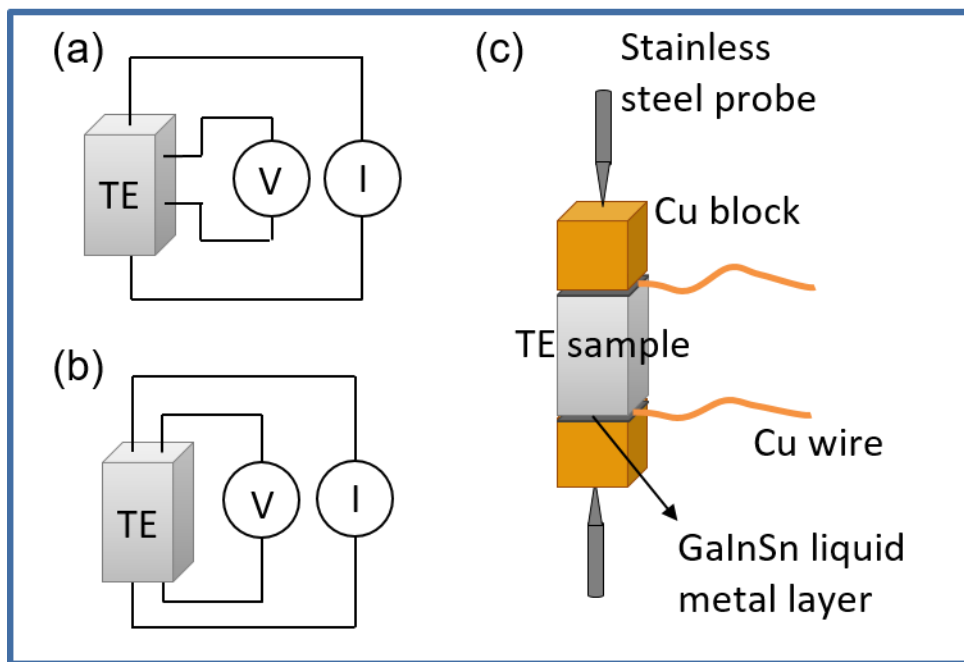 (a)
TE
V
I
(b)
TE
V
I
(c)
Stainless
steel probe
Cu block
TE sample
Cu wire
GaInSn liquid
metal layer